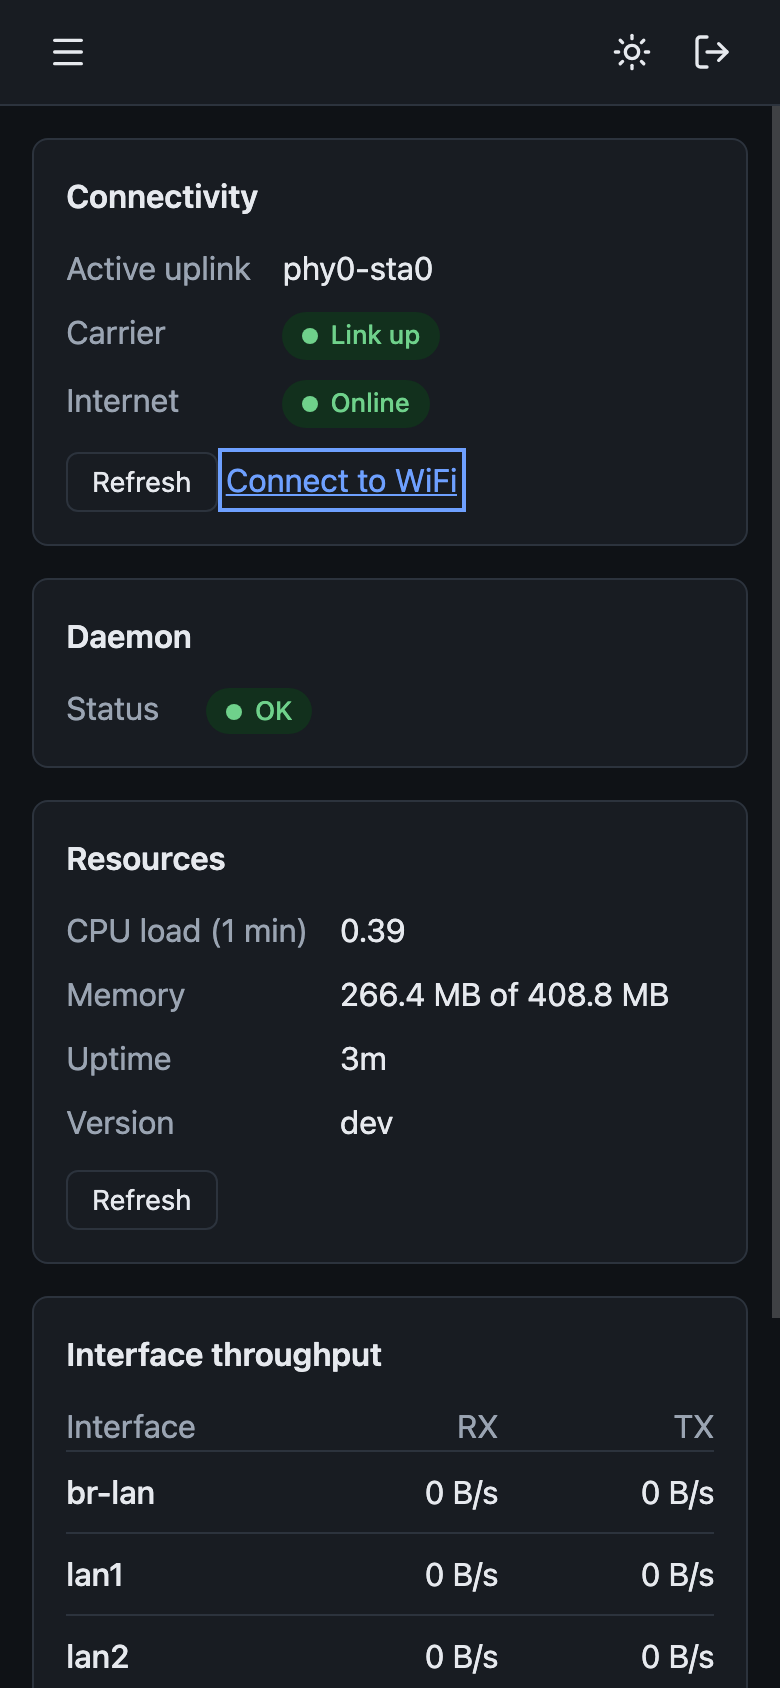 Connectivity
Active uplink phy0-sta0
Carrier Link up
Internet Online
Refresh Connect to WiFi
Daemon
Status OK
Resources
CPU load (1 min) 0.39
Memory 266.4 MB of 408.8 MB
Uptime 3m
Version dev
Refresh
Interface throughput
Interface RX TX
br-lan 0 B/s 0 B/s
lan1 0 B/s 0 B/s
lan2 0 B/s 0 B/s